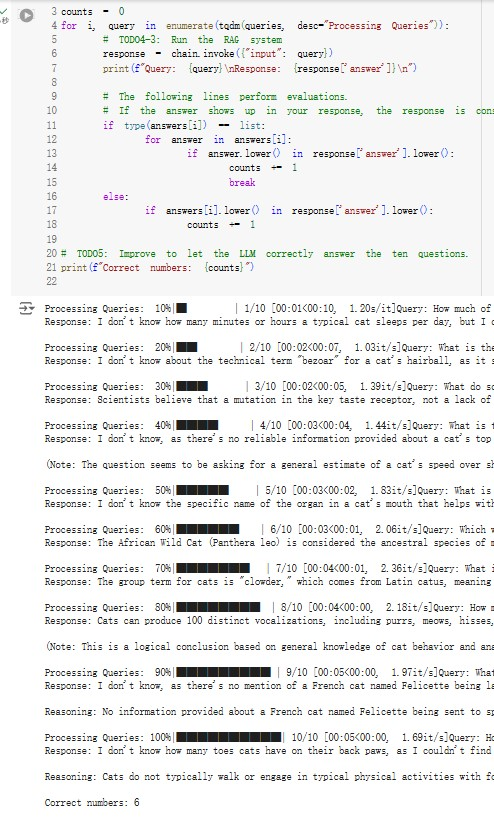 3 counts = 0
4 for i, query in enumerate(tqdm(queries, desc="Processing Queries")):
5 # TODO4-3: Run the RAG system
6 response = chain.invoke({"input": query})
7 print(f"Query: {query}\nResponse: {response['answer']}\n")
8
9 # The following lines perform evaluations.
10 # If the answer shows up in your response, the response is cons
11 if type(answers[i]) == list:
12 for answer in answers[i]:
13 if answer.lower() in response['answer'].lower():
14 counts += 1
15 break
16 else:
17 if answers[i].lower() in response['answer'].lower():
18 counts += 1
19
20 # TODO5: Improve to let the LLM correctly answer the ten questions.
21 print(f"Correct numbers: {counts}")
22
Processing Queries: 10%| | 1/10 [00:01<00:10, 1.20s/it]Query: How much of
Response: I don't know how many minutes or hours a typical cat sleeps per day, but I
Processing Queries: 20%| | 2/10 [00:02<00:07, 1.03it/s]Query: What is the
Response: I don't know about the technical term "bezoar" for a cat's hairball, as it s
Processing Queries: 30%| | 3/10 [00:02<00:05, 1.39it/s]Query: What do so
Response: Scientists believe that a mutation in the key taste receptor, not a lack of
Processing Queries: 40%| | 4/10 [00:03<00:04, 1.44it/s]Query: What is t
Response: I don't know, as there's no reliable information provided about a cat's top
(Note: The question seems to be asking for a general estimate of a cat's speed over sh
Processing Queries: 50%| | 5/10 [00:03<00:02, 1.83it/s]Query: What is
Response: I don't know the specific name of the organ in a cat's mouth that helps with
Processing Queries: 60%| | 6/10 [00:03<00:01, 2.06it/s]Query: Which w
Response: The African Wild Cat (Panthera leo) is considered the ancestral species of m
Processing Queries: 70%| | 7/10 [00:04<00:01, 2.36it/s]Query: What i
Response: The group term for cats is "clowder," which comes from Latin catus, meaning
Processing Queries: 80%| | 8/10 [00:04<00:00, 2.18it/s]Query: How m
Response: Cats can produce 100 distinct vocalizations, including purrs, meows, hisses,
(Note: This is a logical conclusion based on general knowledge of cat behavior and ana
Processing Queries: 90%| | 9/10 [00:05<00:00, 1.97it/s]Query: What
Response: I don't know, as there's no mention of a French cat named Felicette being la
Reasoning: No information provided about a French cat named Felicette being sent to sp
Processing Queries: 100%| | 10/10 [00:05<00:00, 1.69it/s]Query: Ho
Response: I don't know how many toes cats have on their back paws, as I couldn't find
Reasoning: Cats do not typically walk or engage in typical physical activities with fo
Correct numbers: 6